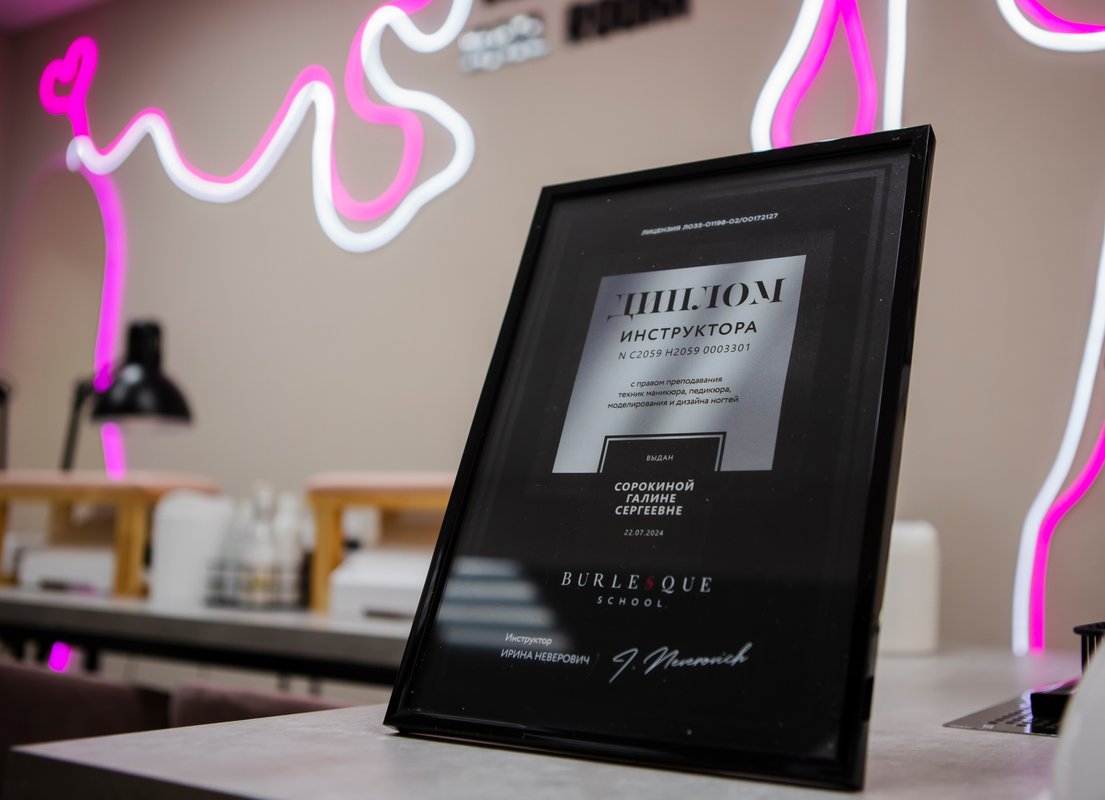 ЛИЦЕНЗИЯ Л035-01198-02/00172127
ДИПЛОМ
ИНСТРУКТОРА
N C2059 H2059 0003301
с правом преподавания
техник маникюра, педикюра,
моделирования и дизайна ногтей
ВЫДАН
СОРОКИНОЙ
ГАЛИНЕ
СЕРГЕЕВНЕ
22.07.2024
BURLESQUE
SCHOOL
Инструктор
ИРИНА НЕВЕРОВИЧ
I. Neverovich